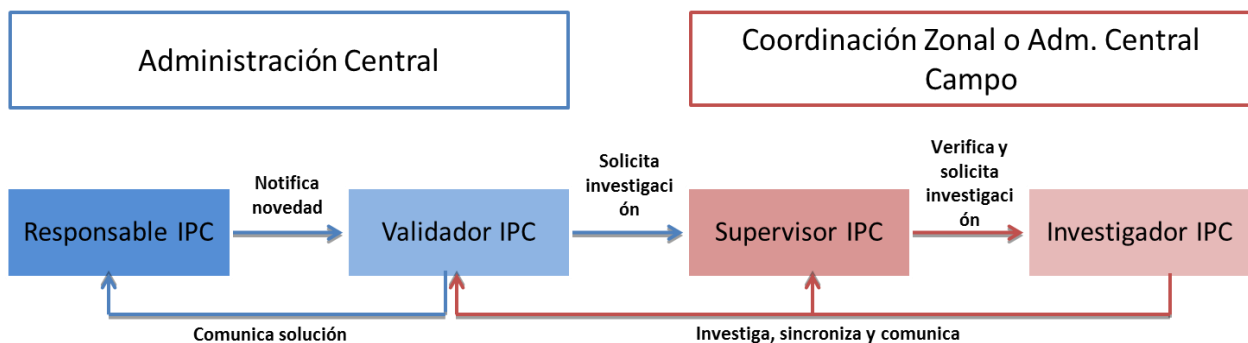 Administración Central
Coordinación Zonal o Adm. Central
Campo
Notifica
novedad
Solicita
investigaci
ón
Verifica y
solicita
investigaci
ón
Responsable IPC
Validador IPC
Supervisor IPC
Investigador IPC
Comunica solución
Investiga, sincroniza y comunica